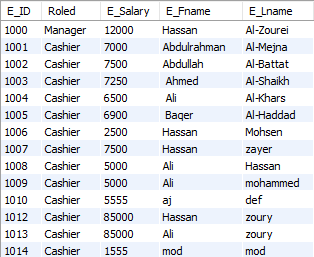 E_ID Roled E_Salary E_Fname E_Lname
1000 Manager 12000 Hassan Al-Zourei
1001 Cashier 7000 Abdulrahman Al-Mejna
1002 Cashier 7500 Abdullah Al-Battat
1003 Cashier 7250 Ahmed Al-Shaikh
1004 Cashier 6500 Ali Al-Khars
1005 Cashier 6900 Baqer Al-Haddad
1006 Cashier 2500 Hassan Mohsen
1007 Cashier 7500 Hassan zayer
1008 Cashier 5000 Ali Hassan
1009 Cashier 5000 Ali mohammed
1010 Cashier 5555 aj def
1012 Cashier 85000 Hassan zoury
1013 Cashier 85000 Ali zoury
1014 Cashier 1555 mod mod